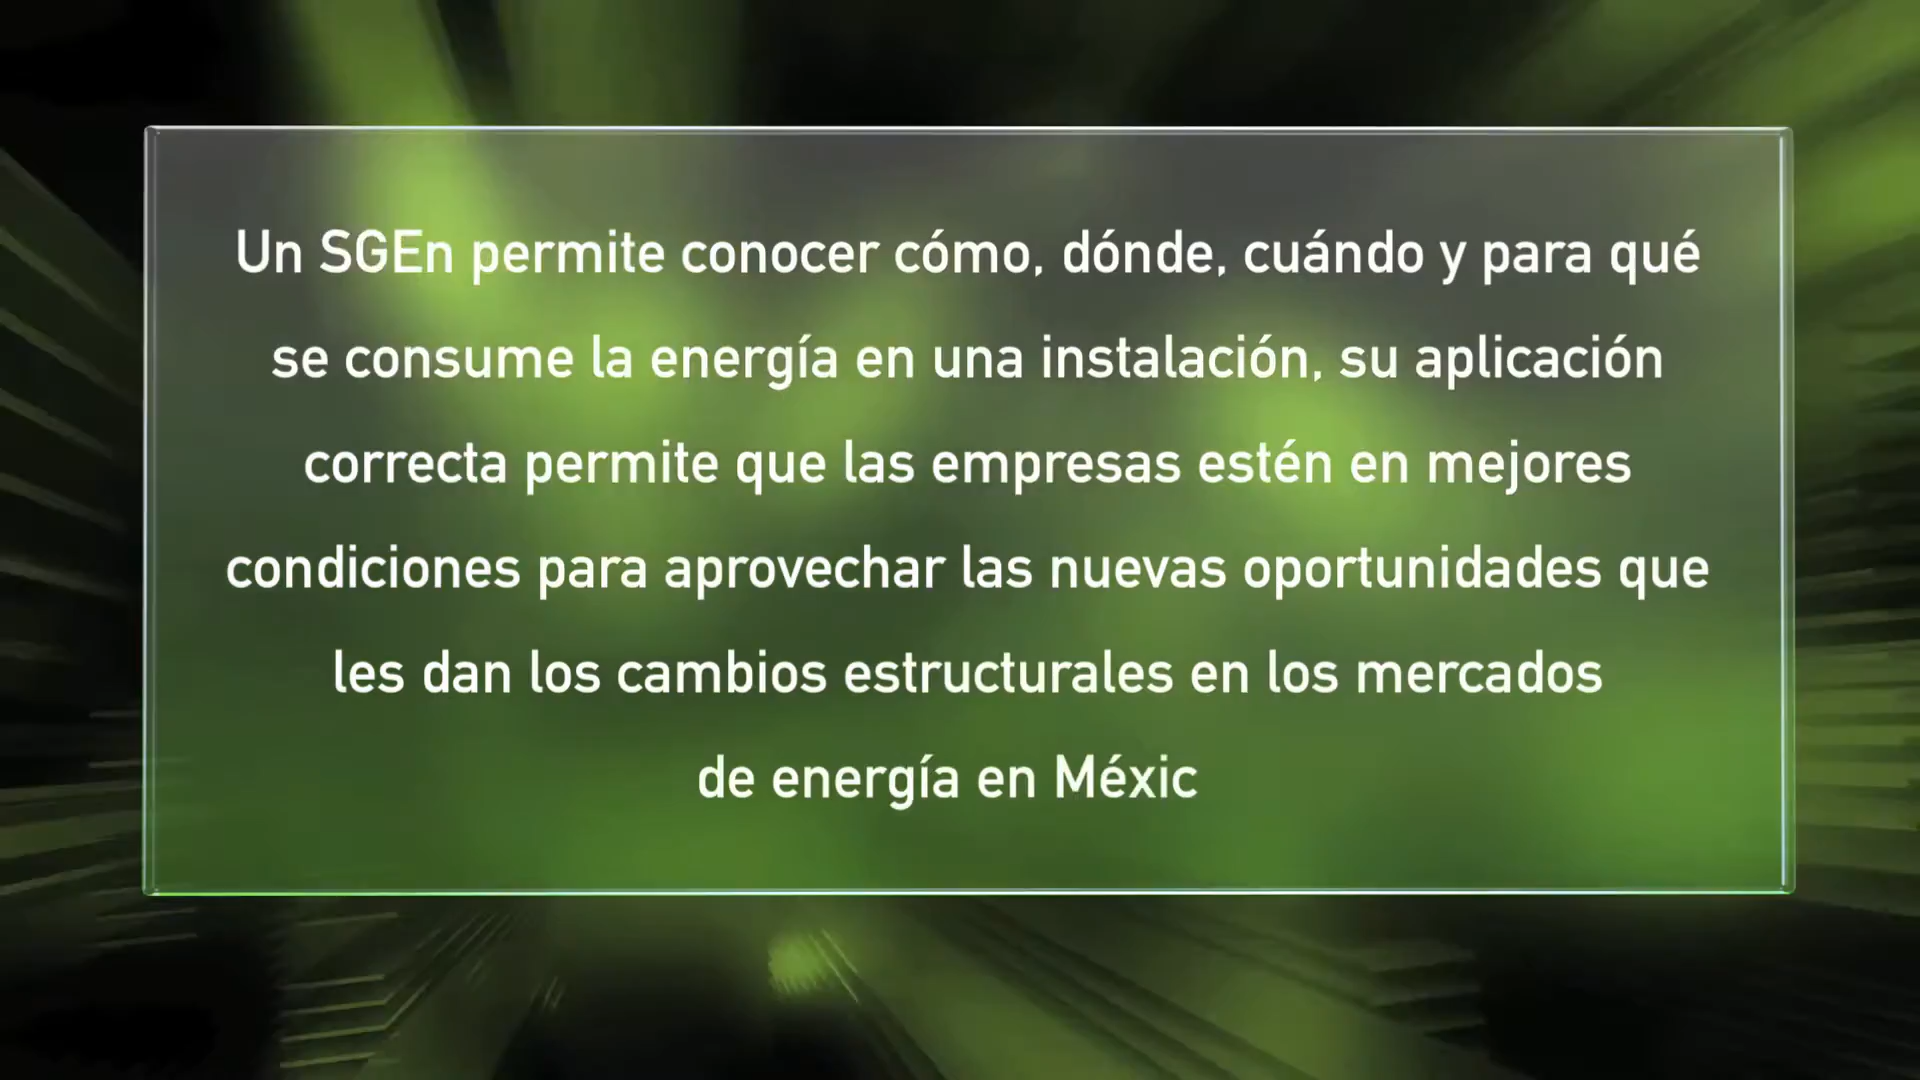 Un SGEn permite conocer cómo, dónde, cuándo y para qué
se consume la energía en una instalación, su aplicación
correcta permite que las empresas estén en mejores
condiciones para aprovechar las nuevas oportunidades que
les dan los cambios estructurales en los mercados
de energía en Méxic